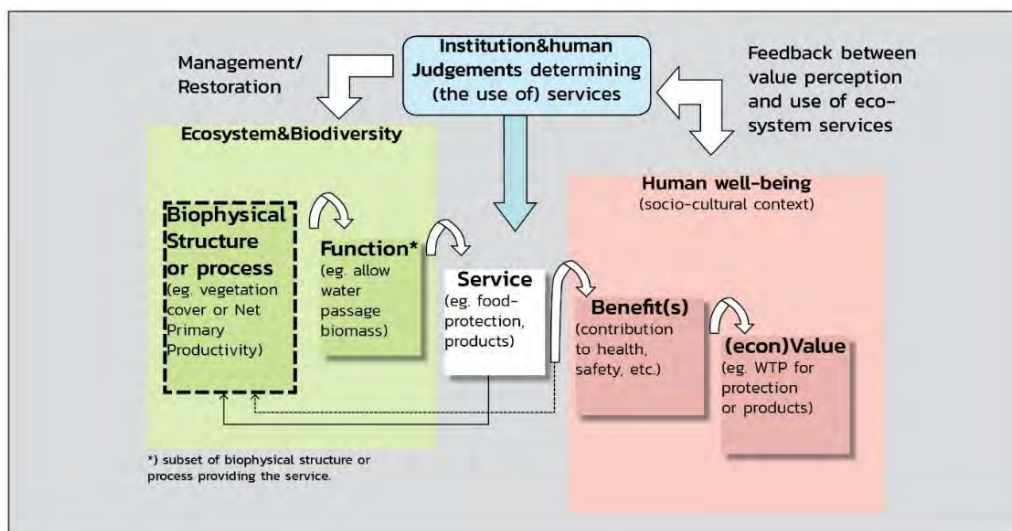 Management/
Restoration
Institution&human
Judgements determining
(the use of) services
Feedback between
value perception
and use of eco-
system services
Ecosystem&Biodiversity
Human well-being
(socio-cultural context)
Biophysical
Structure
or process
(eg. vegetation
cover or Net
Primary
Productivity)
Function*
(eg. allow
water
passage
biomass)
Service
(eg. food-
protection,
products)
Benefit(s)
(contribution
to health,
safety, etc.)
(econ)Value
(eg. WTP for
protection
or products)
*) subset of biophysical structure or
process providing the service.